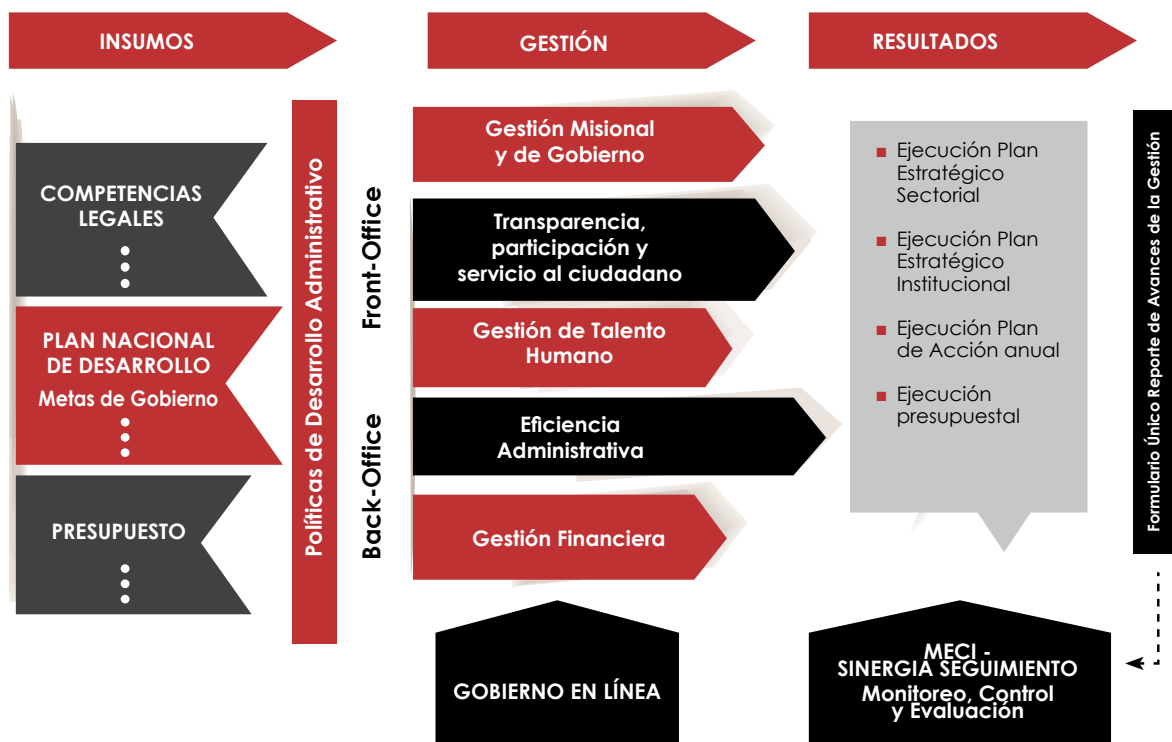 INSUMOS
GESTIÓN
RESULTADOS
COMPETENCIAS
LEGALES
PLAN NACIONAL
DE DESARROLLO
Metas de Gobierno
PRESUPUESTO
Políticas de Desarrollo Administrativo
Front-Office
Back-Office
Gestión Misional
y de Gobierno
Transparencia,
participación y
servicio al ciudadano
Gestión de Talento
Humano
Eficiencia
Administrativa
Gestión Financiera
GOBIERNO EN LÍNEA
Ejecución Plan
Estratégico
Sectorial
Ejecución Plan
Estratégico
Institucional
Ejecución Plan
de Acción anual
Ejecución
presupuestal
MECI -
SINERGIA SEGUIMIENTO
Monitoreo, Control
y Evaluación
Formulario Único Reporte de Avances de la Gestión